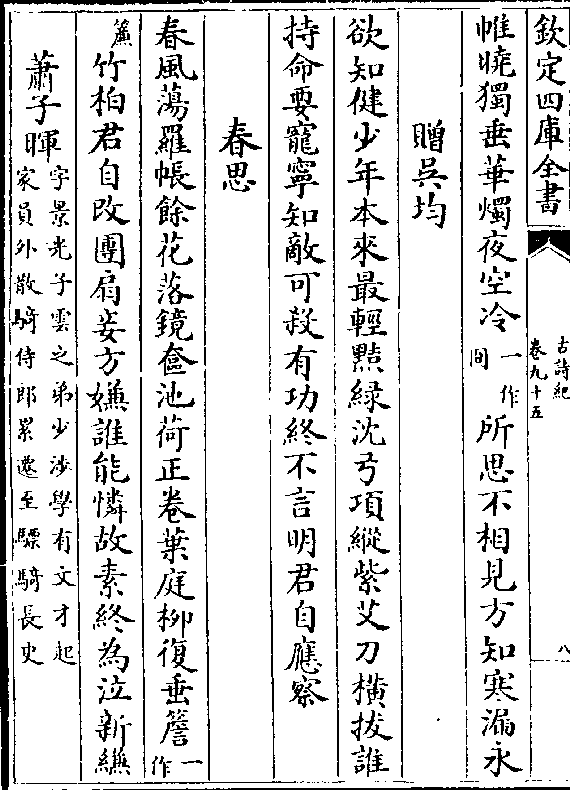 欽定四庫全書
古詩紀
卷九十五
八
帷曉獨垂華燭夜空冷一作間所思不相見方知寒漏永
贈吳均
欲知健少年本來最輕黠緑沈弓項縱紫艾刀橫拔誰
持命要寵寧知敵可殺有功終不言明君自應察
春思
春風蕩羅帳餘花落鏡奩池荷正卷葉庭柳復垂簷一作
簾竹柏君自改團扇妾方嫌誰能憐故素終為泣新縑
蕭子暉字景光子雲之弟少涉學有文才起
家員外散騎侍郎累遷至驃騎長史